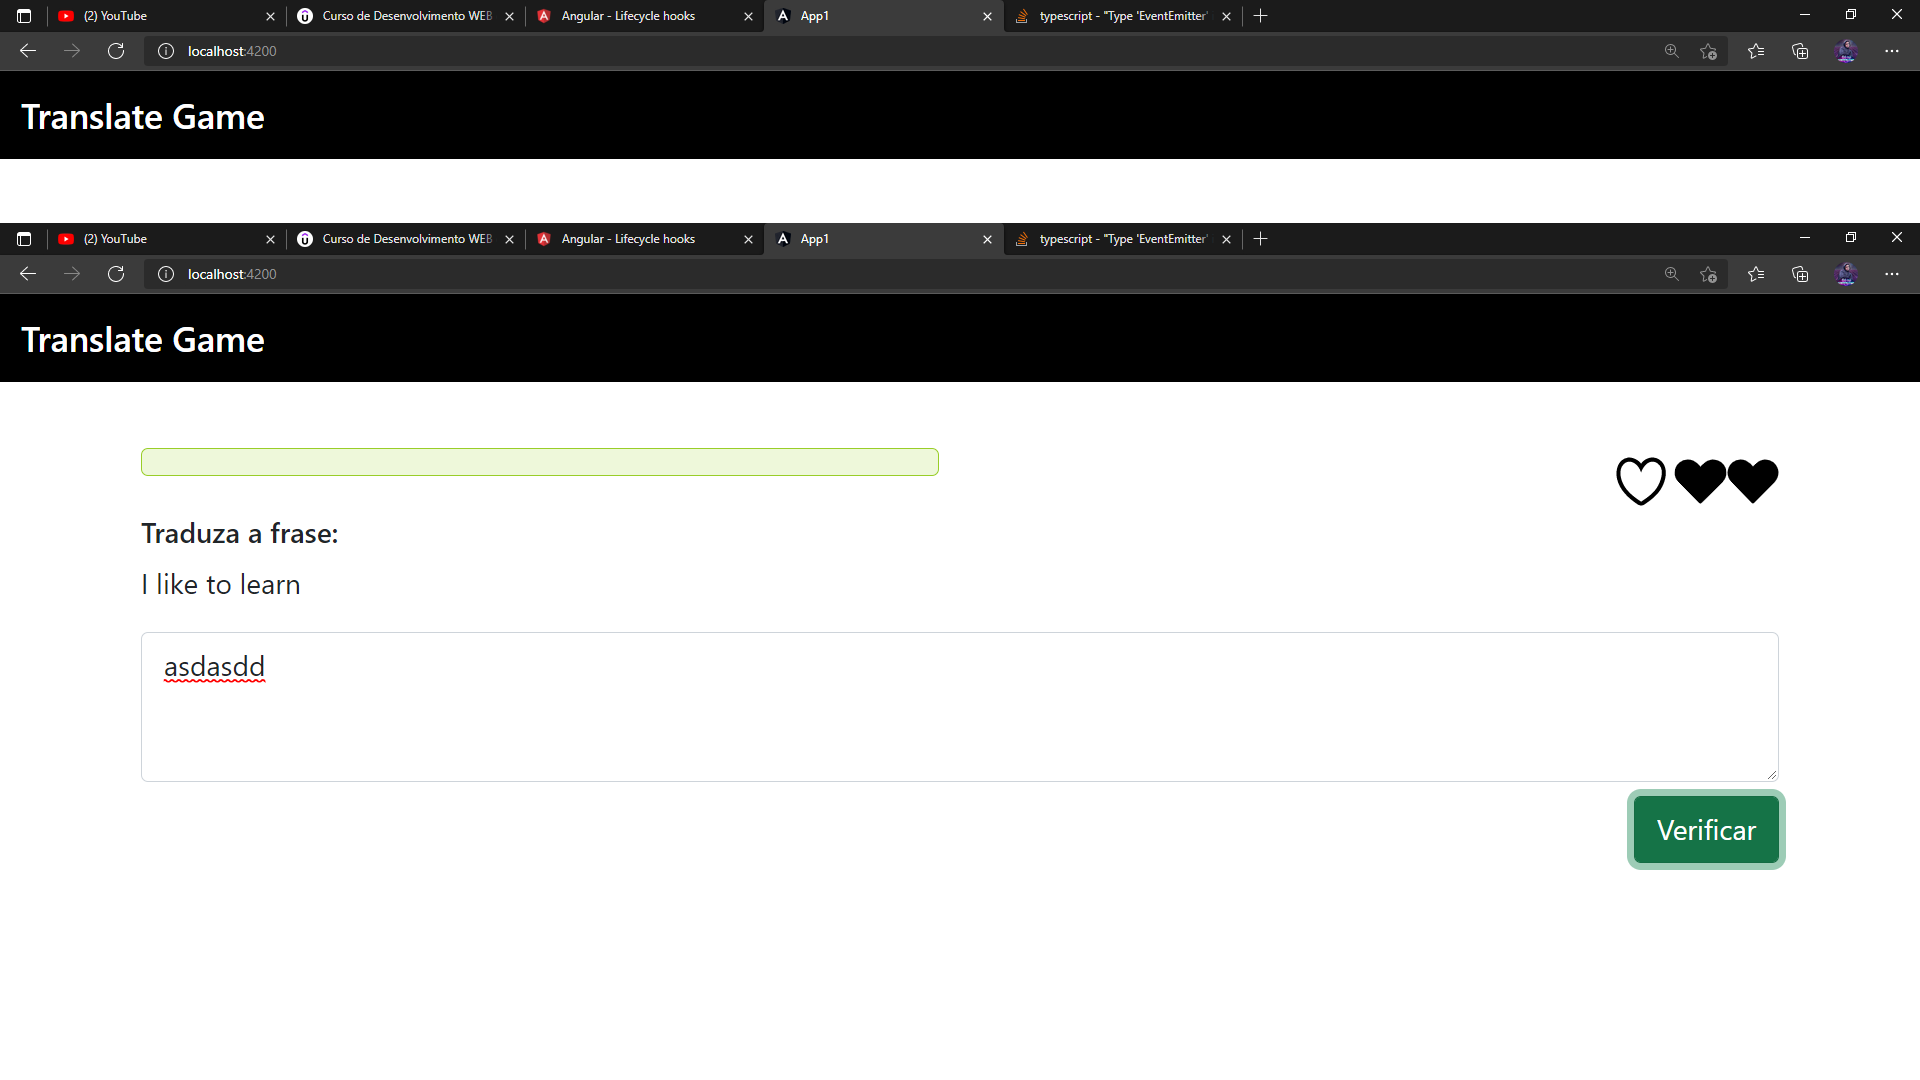 (2) YouTube
Curso de Desenvolvimento WEB
Angular - Lifecycle hooks
App1
typescript - "Type 'EventEmitter'
localhost:4200
Translate Game
(2) YouTube
Curso de Desenvolvimento WEB
Angular - Lifecycle hooks
App1
typescript - "Type 'EventEmitter'
localhost:4200
Translate Game
Traduza a frase:
I like to learn
asdasdd
Verificar